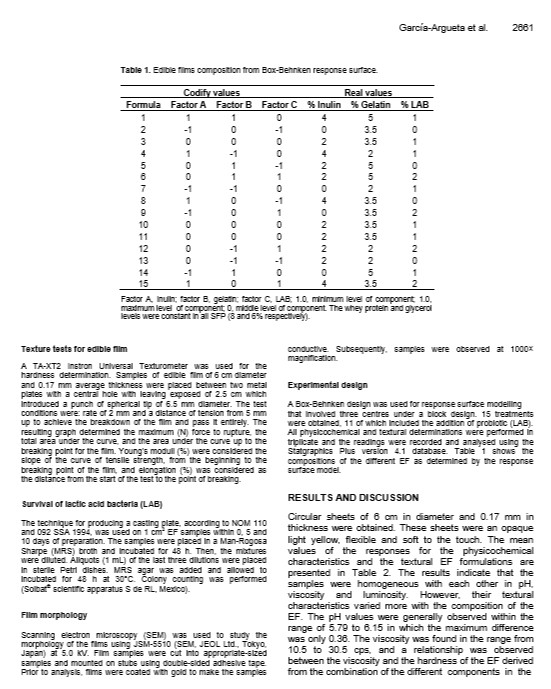 García-Argueta et al. 2661
Table 1. Edible films composition from Box-Behnken response surface.
Codify values Real values
Formula Factor A Factor B Factor C % Inulin % Gelatin % LAB
1 1 1 0 4 5 1
2 -1 0 -1 0 3.5 0
3 0 0 0 2 3.5 1
4 1 -1 0 4 2 1
5 0 1 -1 2 5 0
6 0 1 1 2 5 2
7 -1 -1 0 0 2 1
8 1 0 -1 4 3.5 0
9 -1 0 1 0 3.5 2
10 0 0 0 2 3.5 1
11 0 0 0 2 3.5 1
12 0 -1 1 2 2 2
13 0 -1 -1 2 2 0
14 -1 1 0 0 5 1
15 1 0 1 4 3.5 2
Factor A, Inulin; factor B, gelatin; factor C, LAB; 1.0, minimum level of component; 1.0,
maximum level of component; 0, middle level of component. The whey protein and glycerol
levels were constant in all SFP (8 and 6% respectively).
Texture tests for edible film
A TA-XT2 Instron Universal Texturometer was used for the
hardness determination. Samples of edible film of 6 cm diameter
and 0.17 mm average thickness were placed between two metal
plates with a central hole with leaving exposed of 2.5 cm which
introduced a punch of spherical tip of 6.5 mm diameter. The test
conditions were: rate of 2 mm and a distance of tension from 5 mm
up to achieve the breakdown of the film and pass it entirely. The
resulting graph determined the maximum (N) force to rupture, the
total area under the curve, and the area under the curve up to the
breaking point for the film. Young's moduli (%) were considered the
slope of the curve of tensile strength, from the beginning to the
breaking point of the film, and elongation (%) was considered as
the distance from the start of the test to the point of breaking.
Survival of lactic acid bacteria (LAB)
The technique for producing a casting plate, according to NOM 110
and 092 SSA 1994, was used on 1 cm² EF samples within 0, 5 and
10 days of preparation. The samples were placed in a Man-Rogosa
Sharpe (MRS) broth and incubated for 48 h. Then, the mixtures
were diluted. Aliquots (1 mL) of the last three dilutions were placed
in sterile Petri dishes. MRS agar was added and allowed to
incubated for 48 h at 30°C. Colony counting was performed
(Solbat® scientific apparatus S de RL, Mexico).
Film morphology
Scanning electron microscopy (SEM) was used to study the
morphology of the films using JSM-5510 (SEM, JEOL Ltd., Tokyo,
Japan) at 5.0 kV. Film samples were cut into appropriate-sized
samples and mounted on stubs using double-sided adhesive tape.
Prior to analysis, films were coated with gold to make the samples
conductive. Subsequently, samples were observed at 1000×
magnification.
Experimental design
A Box-Behnken design was used for response surface modelling
that involved three centres under a block design. 15 treatments
were obtained, 11 of which included the addition of probiotic (LAB).
All physicochemical and textural determinations were performed in
triplicate and the readings were recorded and analysed using the
Statgraphics Plus version 4.1 database. Table 1 shows the
compositions of the different EF as determined by the response
surface model.
RESULTS AND DISCUSSION
Circular sheets of 6 cm in diameter and 0.17 mm in
thickness were obtained. These sheets were an opaque
light yellow, flexible and soft to the touch. The mean
values of the responses for the physicochemical
characteristics and the textural EF formulations are
presented in Table 2. The results indicate that the
samples were homogeneous with each other in pH,
viscosity and luminosity. However, their textural
characteristics varied more with the composition of the
EF. The pH values were generally observed within the
range of 5.79 to 6.15 in which the maximum difference
was only 0.36. The viscosity was found in the range from
10.5 to 30.5 cps, and a relationship was observed
between the viscosity and the hardness of the EF derived
from the combination of the different components in the